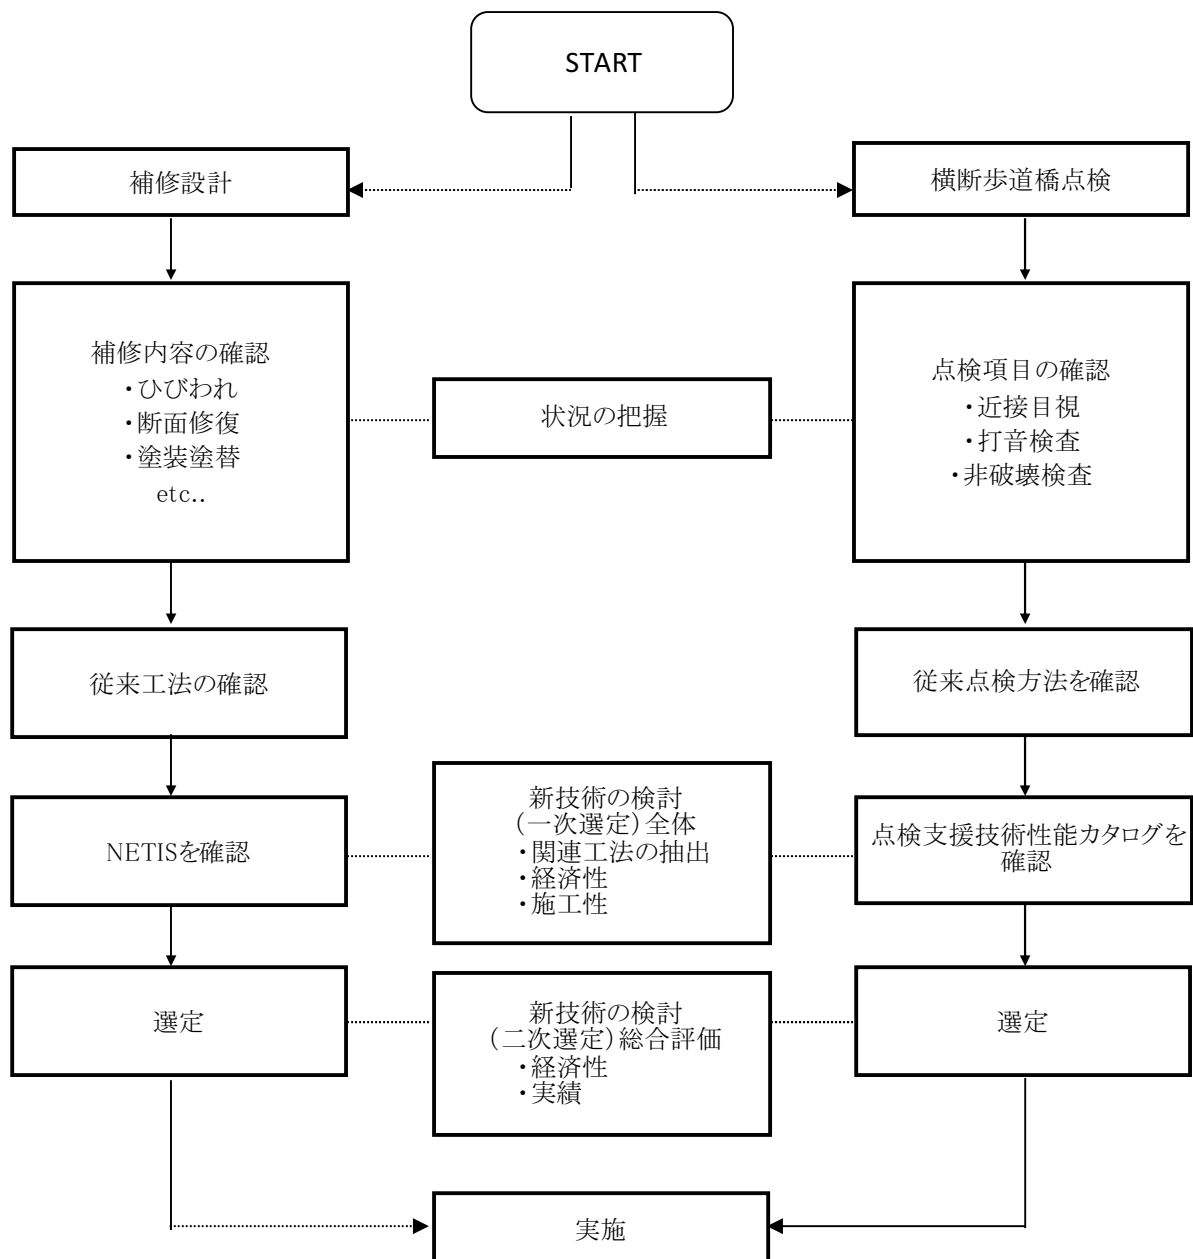 START
補修設計
横断歩道橋点検
補修内容の確認
・ひびわれ
・断面修復
・塗装塗替
etc..
状況の把握
点検項目の確認
・近接目視
・打音検査
・非破壊検査
従来工法の確認
従来点検方法を確認
NETISを確認
新技術の検討
(一次選定)全体
・関連工法の抽出
・経済性
・施工性
点検支援技術性能カタログを
確認
選定
新技術の検討
(二次選定)総合評価
・経済性
・実績
選定
実施